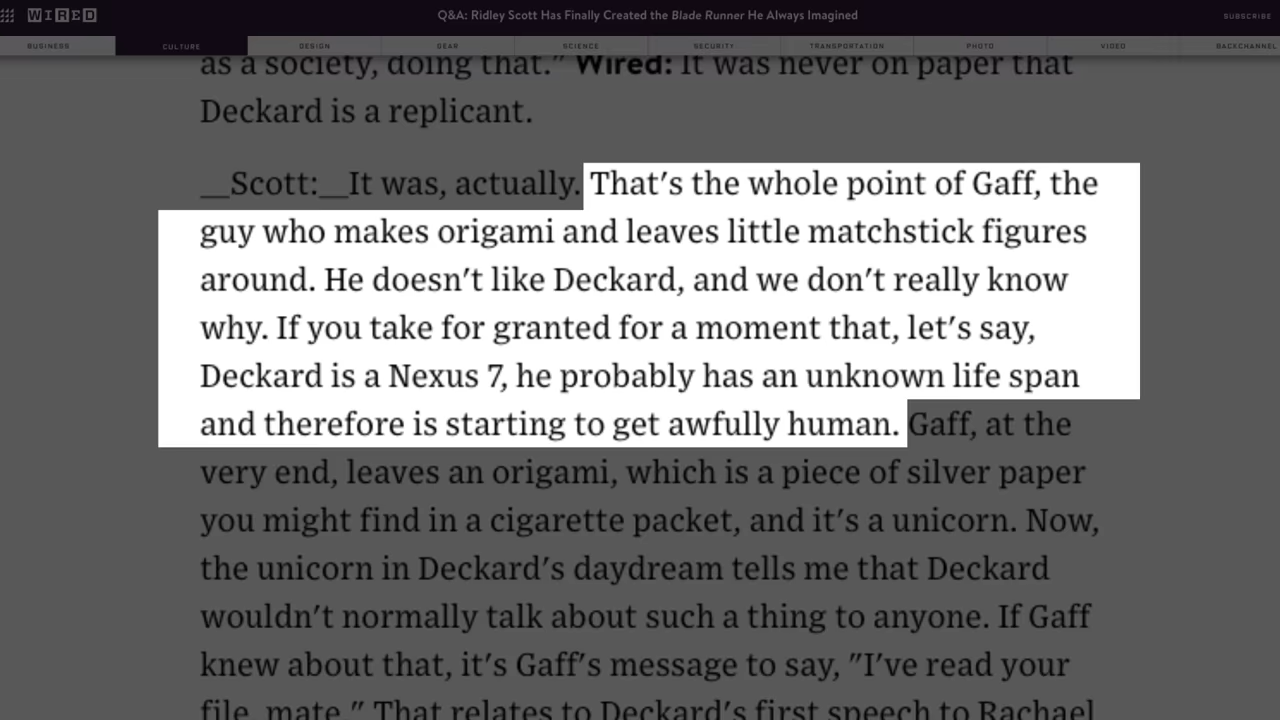 WIRED
Q&A: Ridley Scott Has Finally Created the Blade Runner He Always Imagined
SUBSCRIBE
BUSINESS
CULTURE
DESIGN
GEAR
SCIENCE
SECURITY
TRANSPORTATION
PHOTO
VIDEO
BACKCHANNEL
as a society, doing that.” Wired: It was never on paper that
Deckard is a replicant.
__Scott:__It was, actually. That's the whole point of Gaff, the
guy who makes origami and leaves little matchstick figures
around. He doesn't like Deckard, and we don't really know
why. If you take for granted for a moment that, let's say,
Deckard is a Nexus 7, he probably has an unknown life span
and therefore is starting to get awfully human. Gaff, at the
very end, leaves an origami, which is a piece of silver paper
you might find in a cigarette packet, and it's a unicorn. Now,
the unicorn in Deckard's daydream tells me that Deckard
wouldn't normally talk about such a thing to anyone. If Gaff
knew about that, it's Gaff's message to say, "I've read your
file, mate." That relates to Deckard's first speech to Rachael